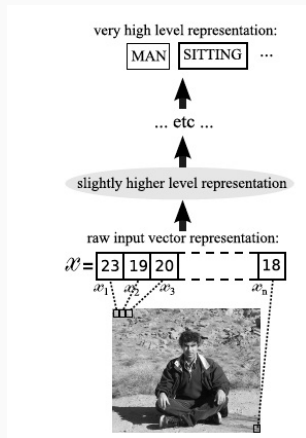 very high level representation:
MAN SITTING ...
... etc ...
slightly higher level representation
raw input vector representation:
x = 23 19 20 18
x₁ x₂ x₃ xₙ